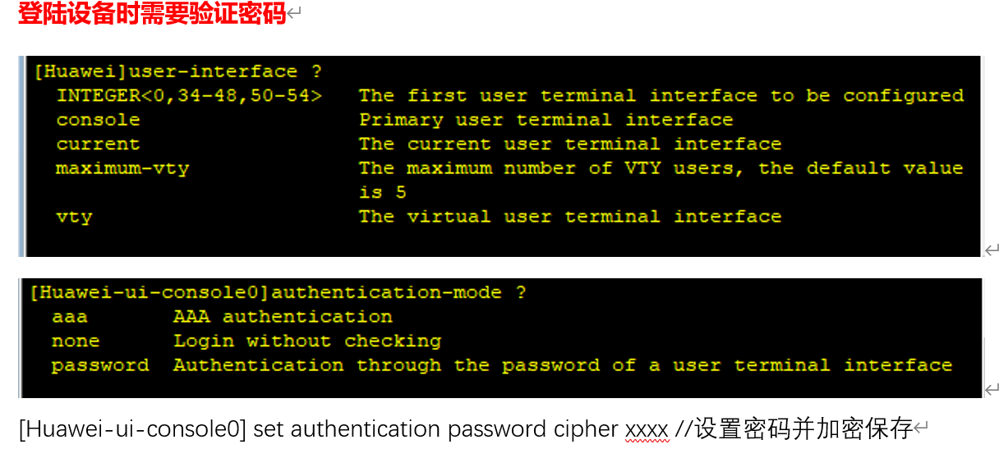 登陆设备时需要验证密码
[Huawei]user-interface ?
INTEGER<0,34-48,50-54> The first user terminal interface to be configured
console Primary user terminal interface
current The current user terminal interface
maximum-vty The maximum number of VTY users, the default value
is 5
vty The virtual user terminal interface
[Huawei-ui-console0]authentication-mode ?
aaa AAA authentication
none Login without checking
password Authentication through the password of a user terminal interface
[Huawei-ui-console0] set authentication password cipher xxxx //设置密码并加密保存